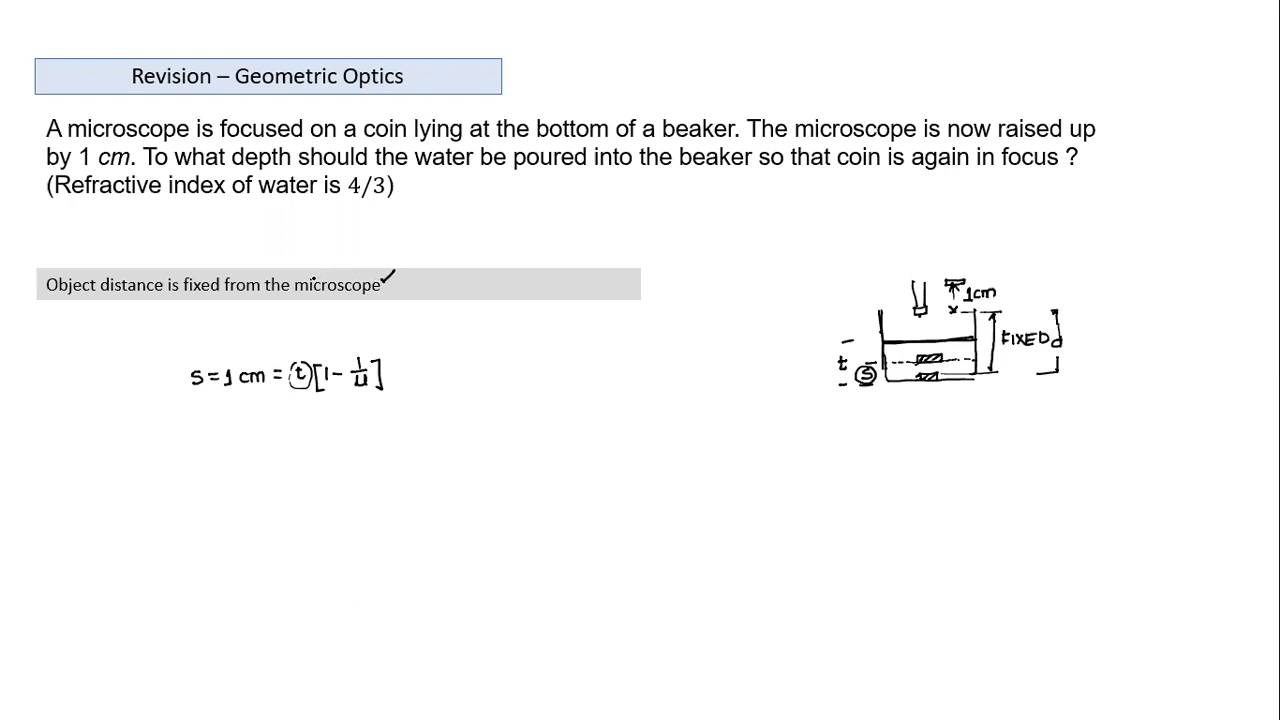 Revision – Geometric Optics
A microscope is focused on a coin lying at the bottom of a beaker. The microscope is now raised up
by 1 cm. To what depth should the water be poured into the beaker so that coin is again in focus ?
(Refractive index of water is 4/3)
Object distance is fixed from the microscope ✓
1cm
x
FIXED d
t
S
S = 1 cm = t [1 - 1/μ]